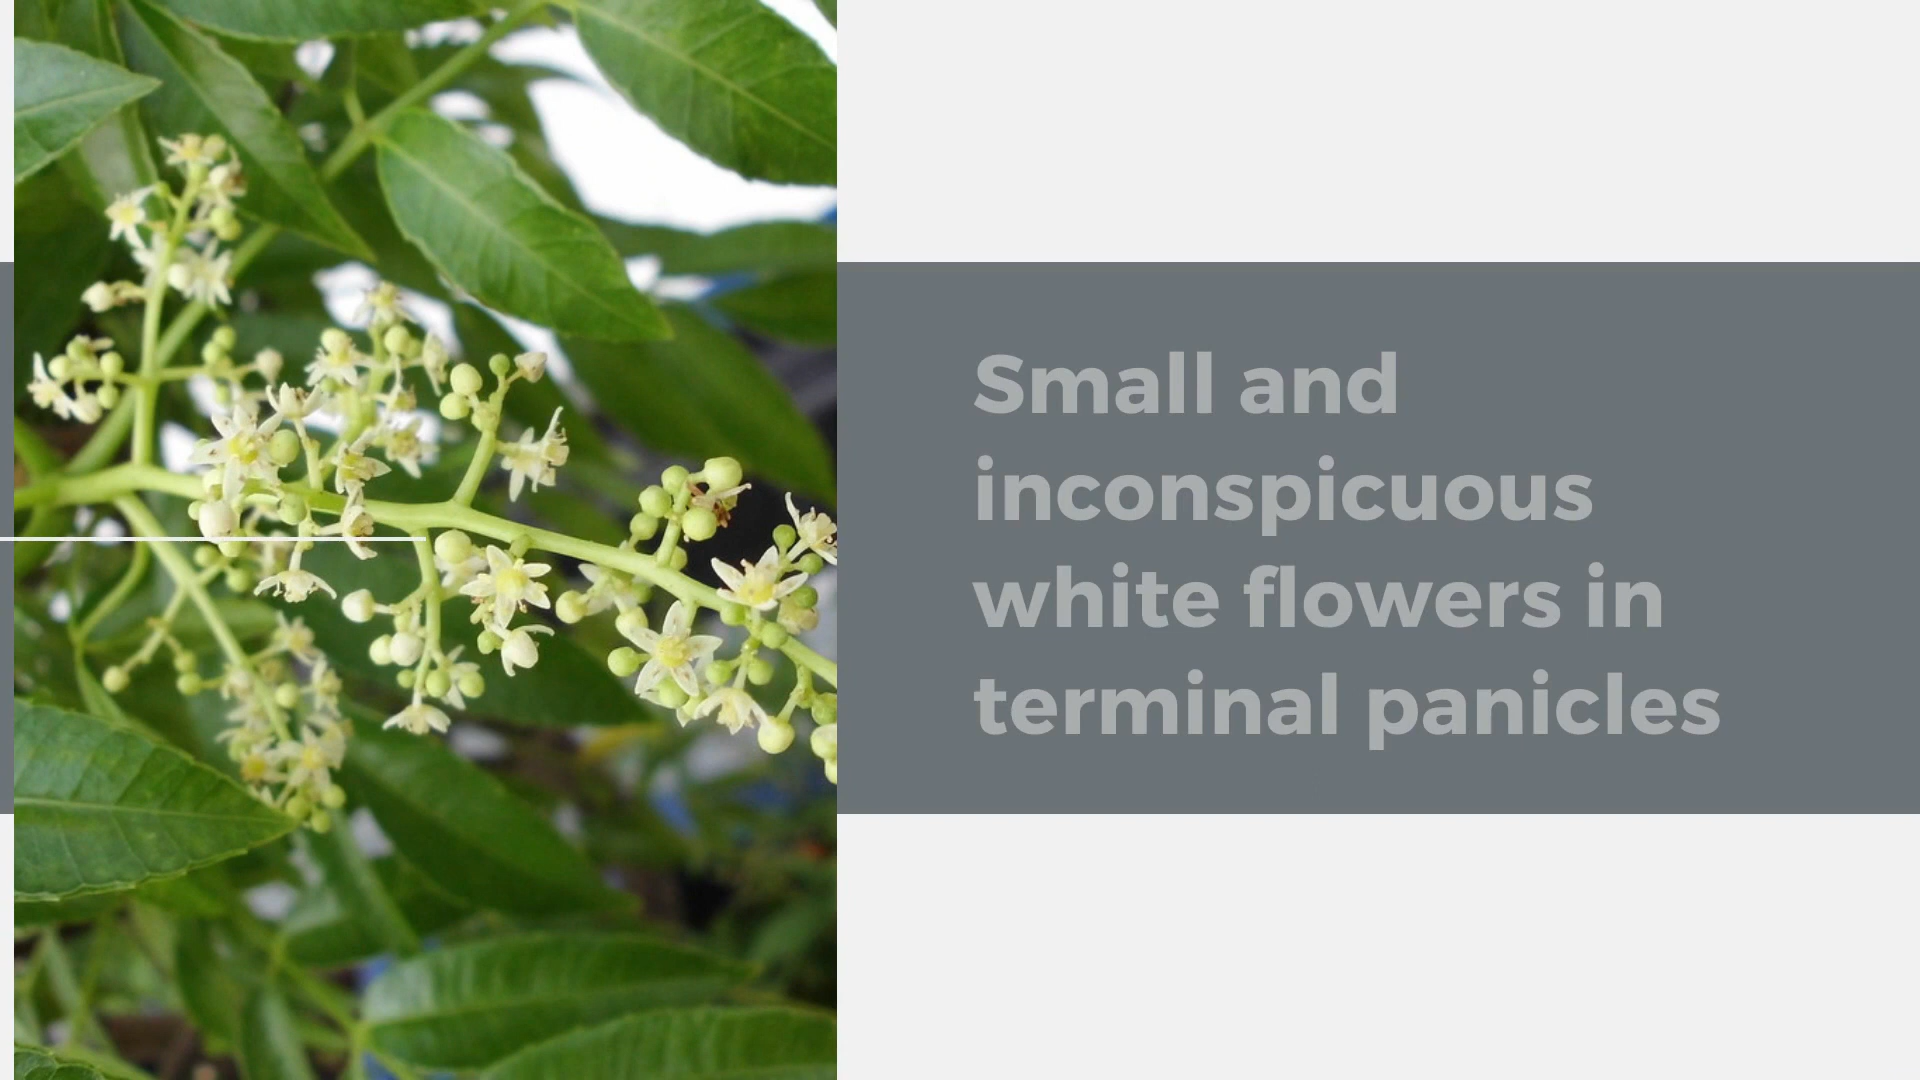 Small and
inconspicuous
white flowers in
terminal panicles